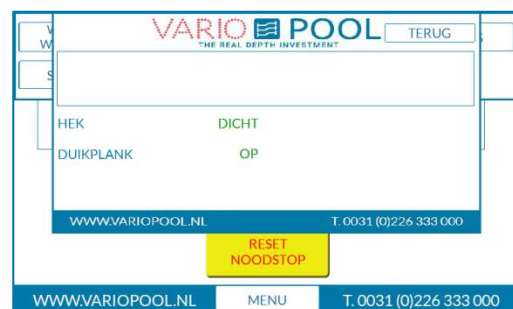 VARIO POOL
THE REAL DEPTH INVESTMENT
TERUG
HEK DICHT
DUIKPLANK OP
WWW.VARIOPOOL.NL T. 0031 (0)226 333 000
RESET
NOODSTOP
WWW.VARIOPOOL.NL MENU T. 0031 (0)226 333 000